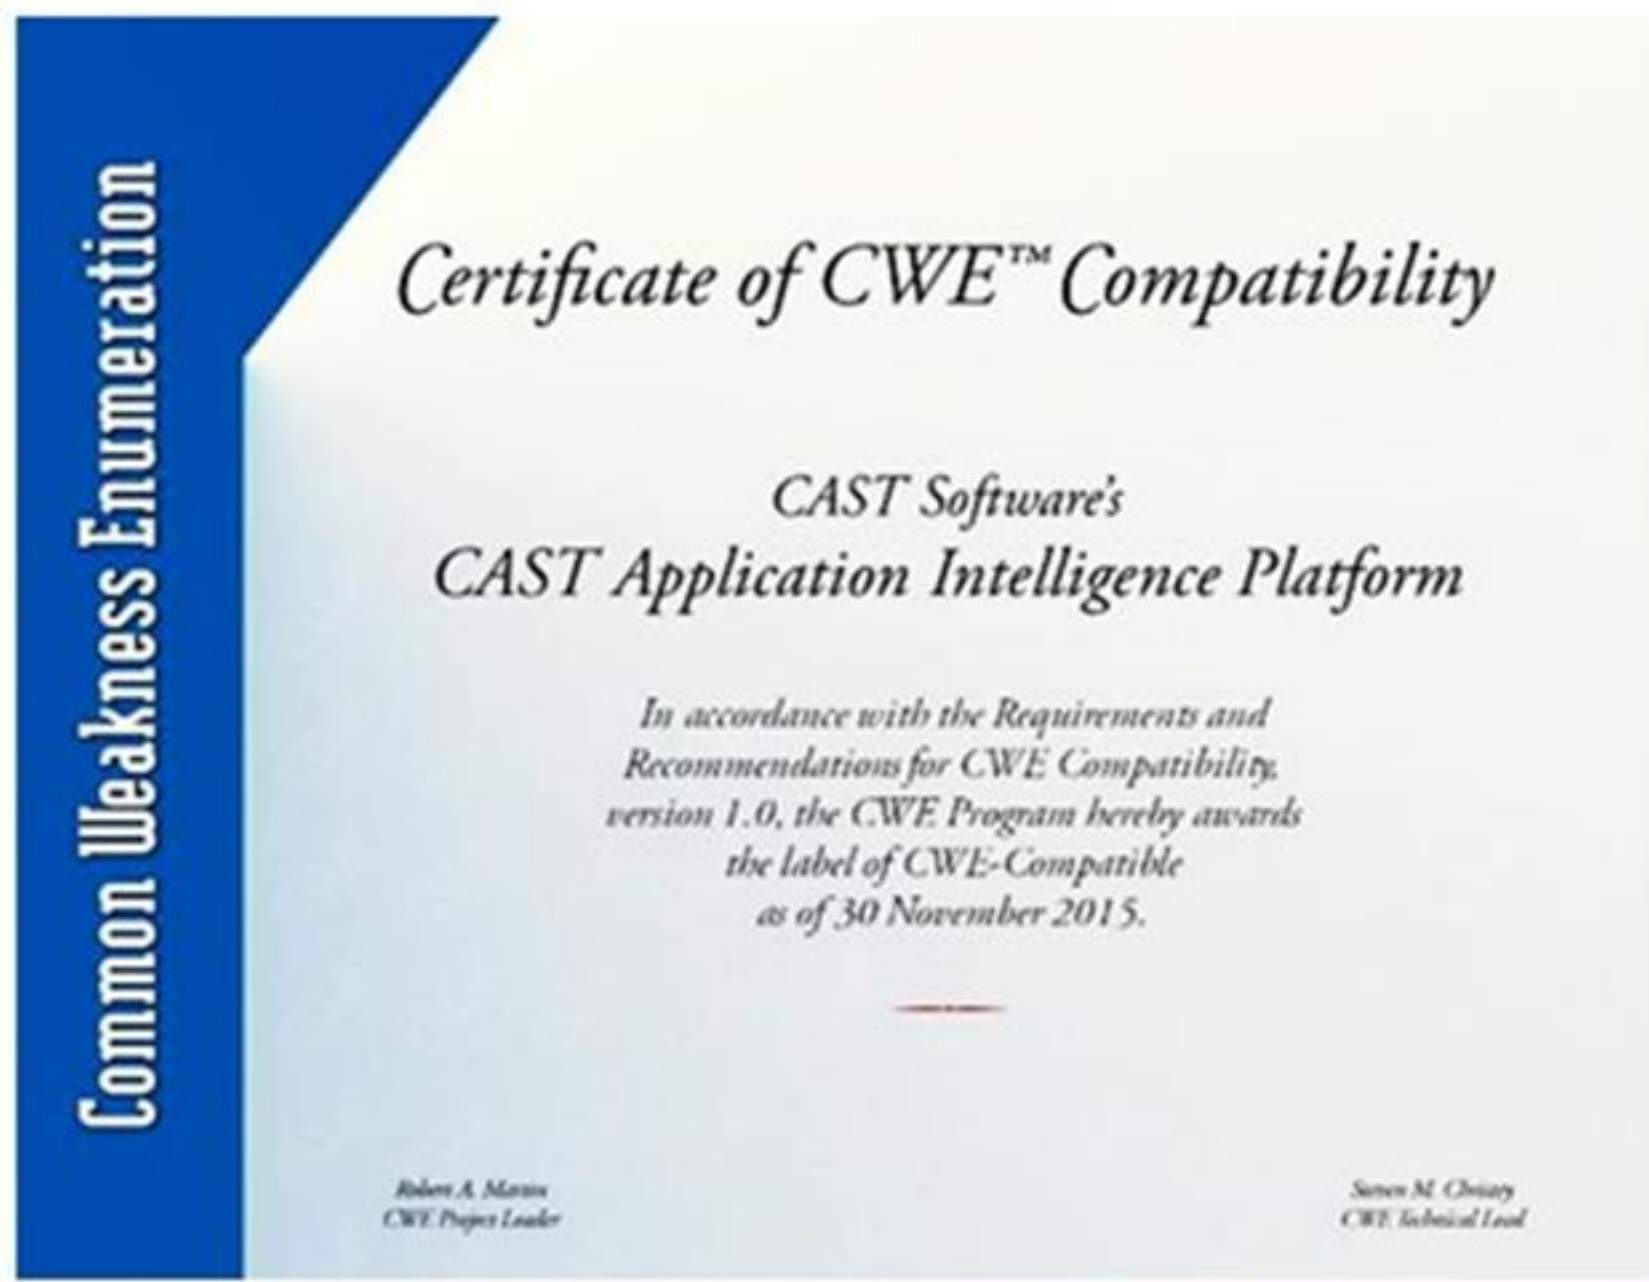 Common Weakness Enumeration
Certificate of CWE™ Compatibility
CAST Software's
CAST Application Intelligence Platform
In accordance with the Requirements and
Recommendations for CWE Compatibility,
version 1.0, the CWE Program hereby awards
the label of CWE-Compatible
as of 30 November 2015.
Robert A. Martin
CWE Project Leader
Steven M. Christey
CWE Technical Lead